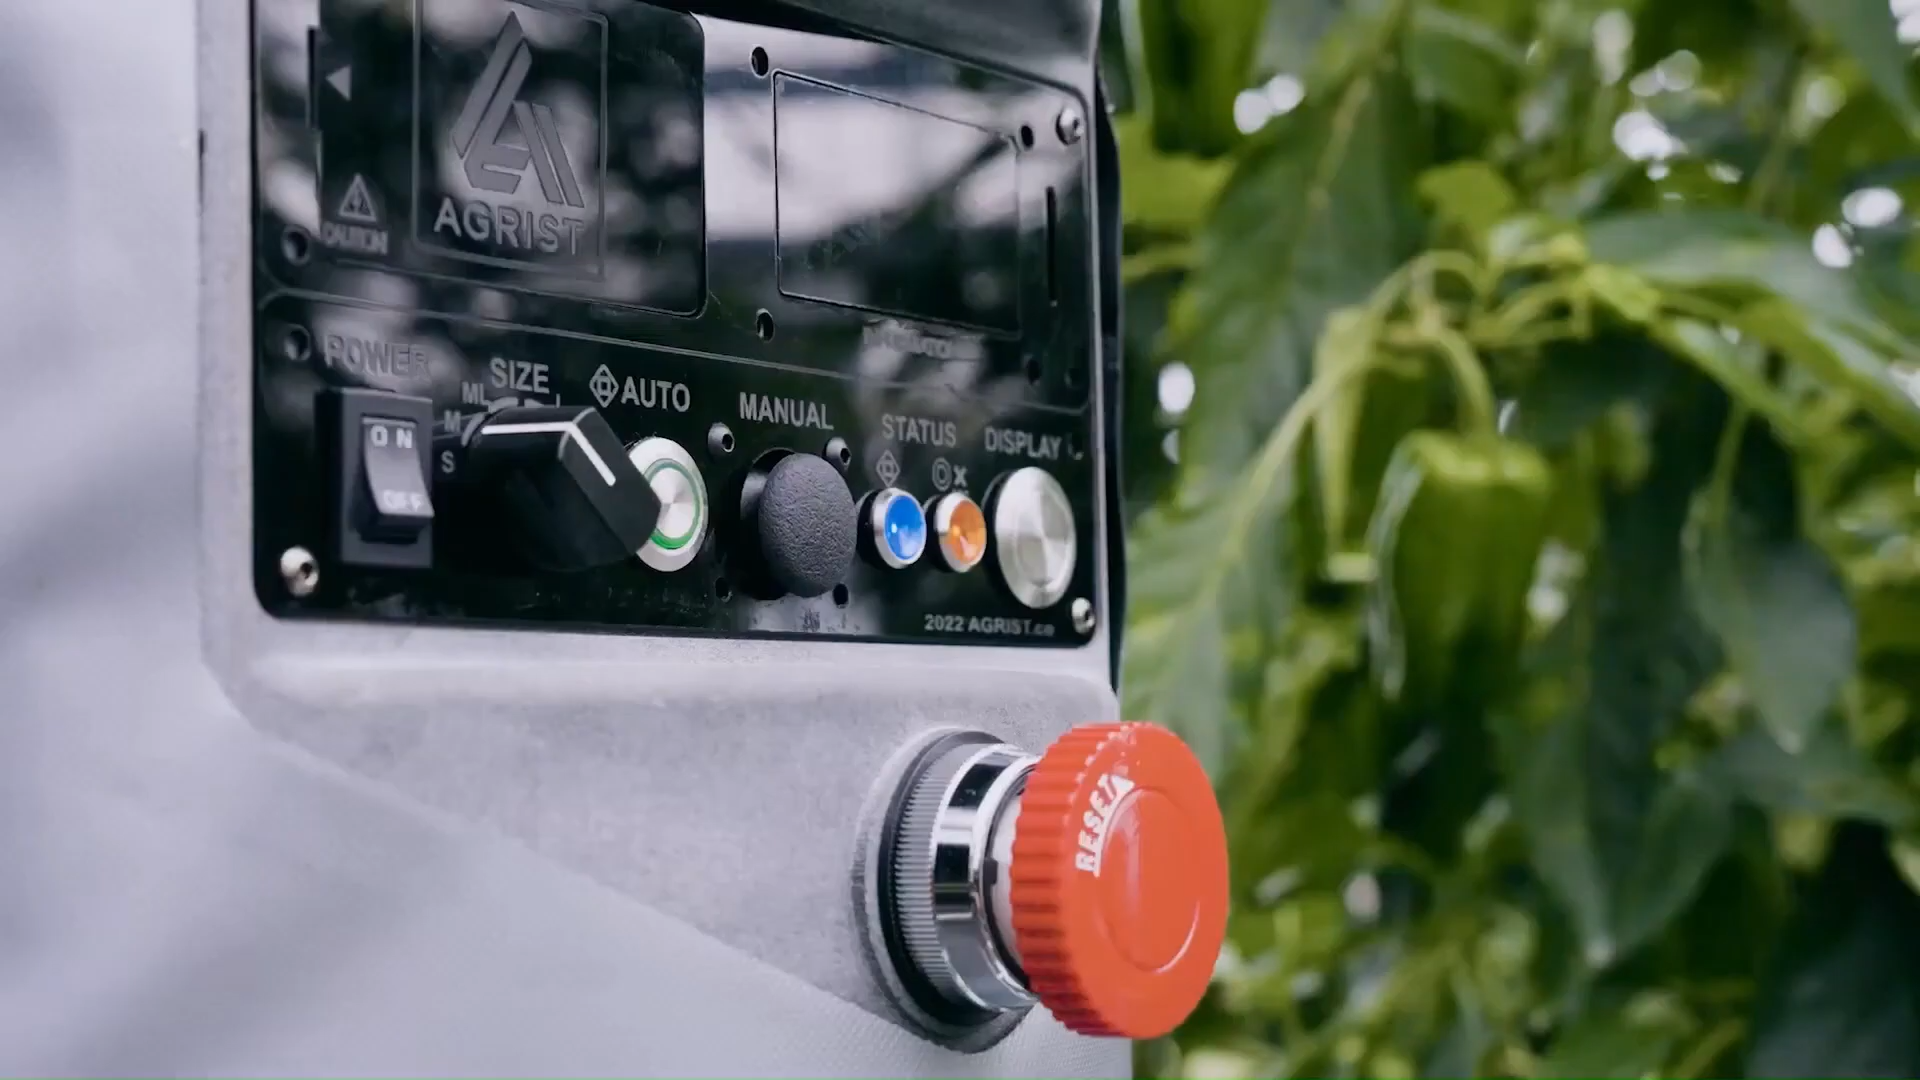 AGRIST
CAUTION
POWER
ON
OFF
SIZE
ML
M
S
AUTO
MANUAL
STATUS
DISPLAY
2022 AGRIST.co
RESET